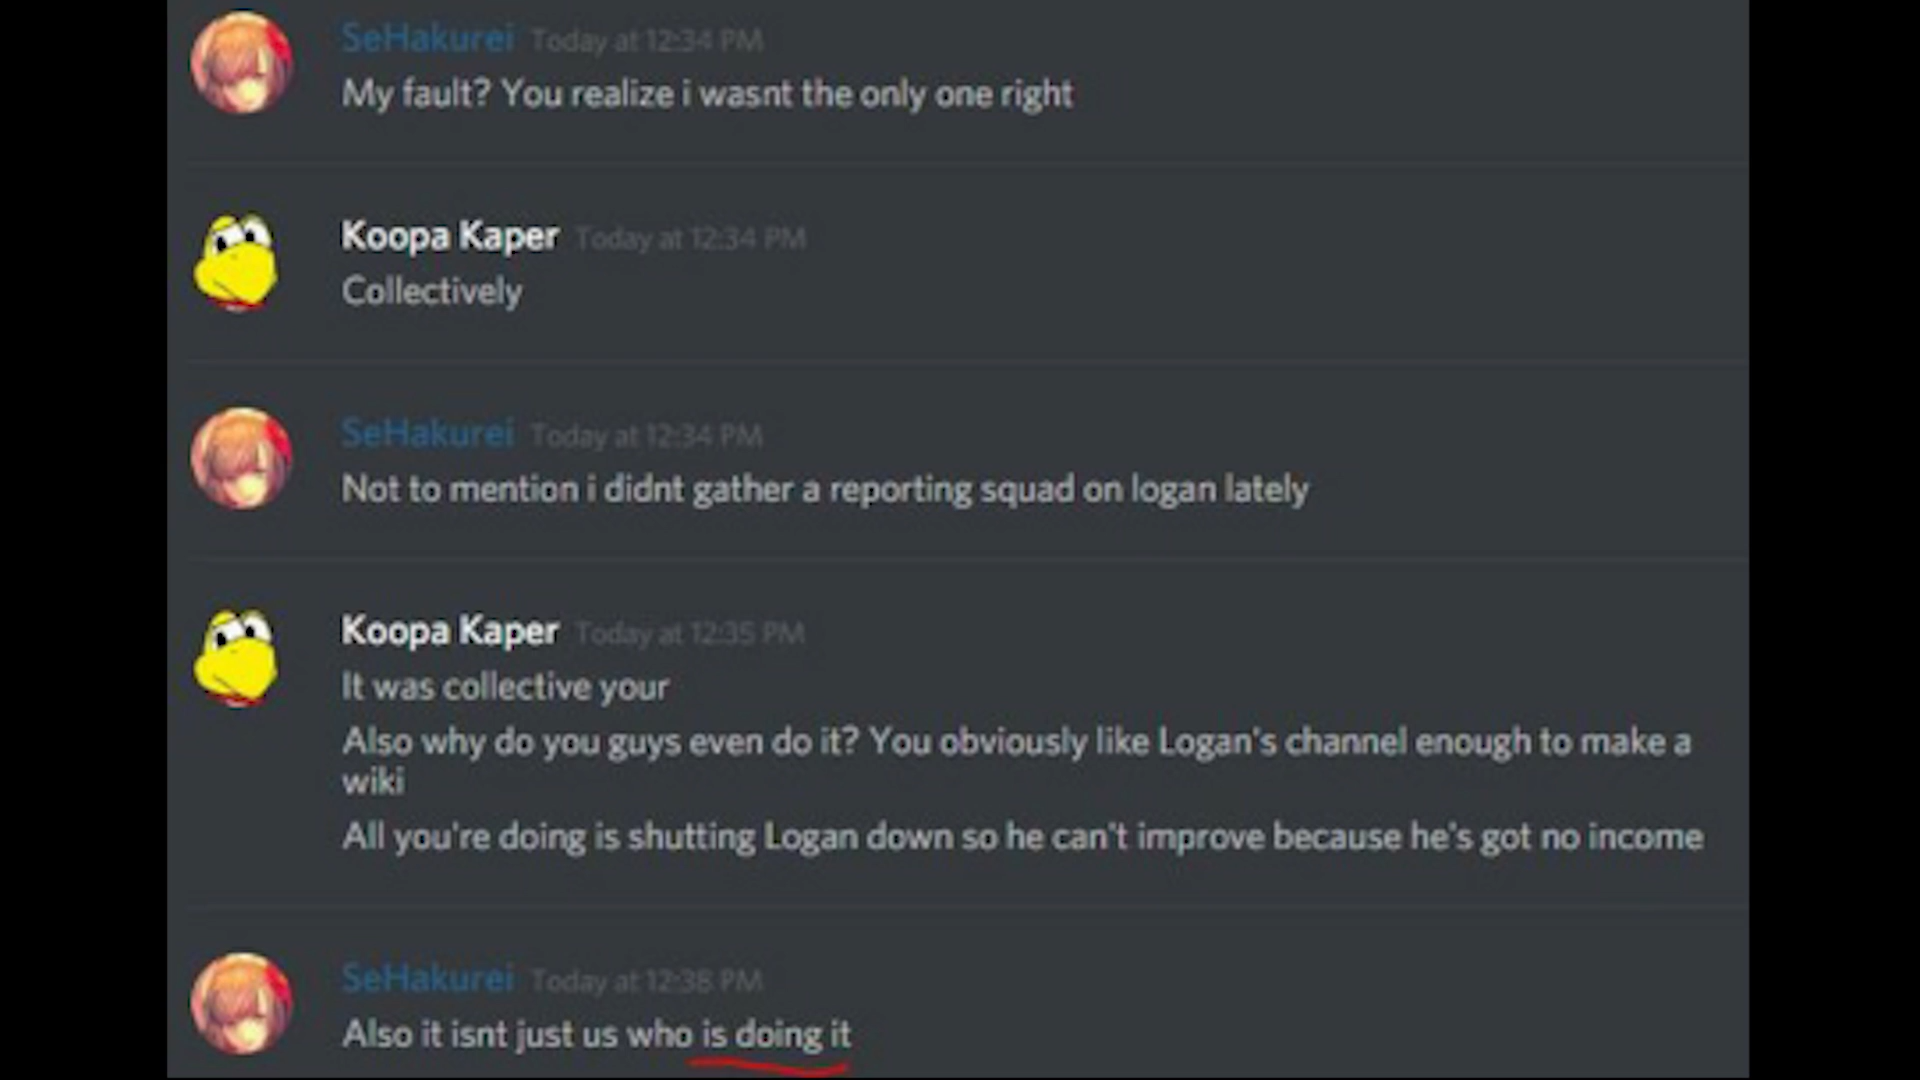 SeHakurei Today at 12:34 PM
My fault? You realize i wasnt the only one right
Koopa Kaper Today at 12:34 PM
Collectively
SeHakurei Today at 12:34 PM
Not to mention i didnt gather a reporting squad on logan lately
Koopa Kaper Today at 12:35 PM
It was collective your
Also why do you guys even do it? You obviously like Logan's channel enough to make a
wiki
All you're doing is shutting Logan down so he can't improve because he's got no income
SeHakurei Today at 12:38 PM
Also it isnt just us who is doing it